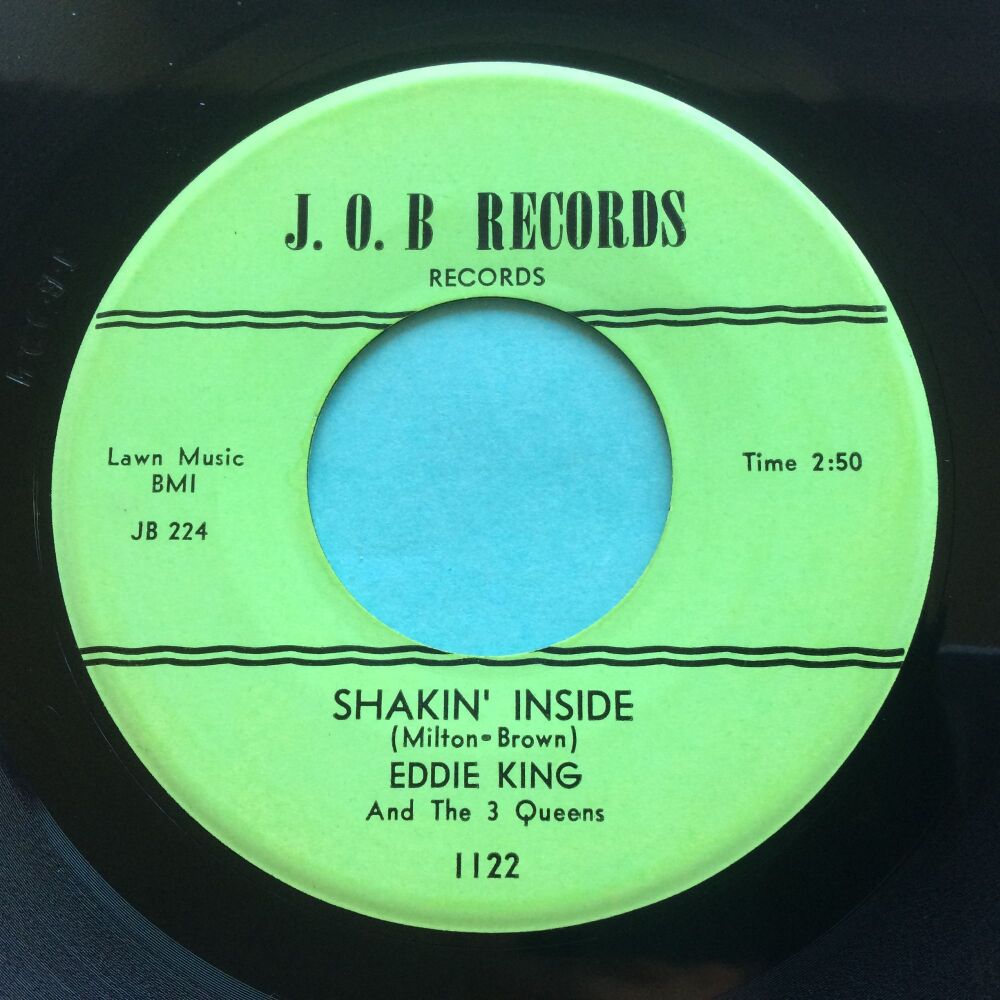 J. O. B RECORDS
RECORDS
Lawn Music
BMI
JB 224
Time 2:50
SHAKIN' INSIDE
(Milton-Brown)
EDDIE KING
And The 3 Queens
1122